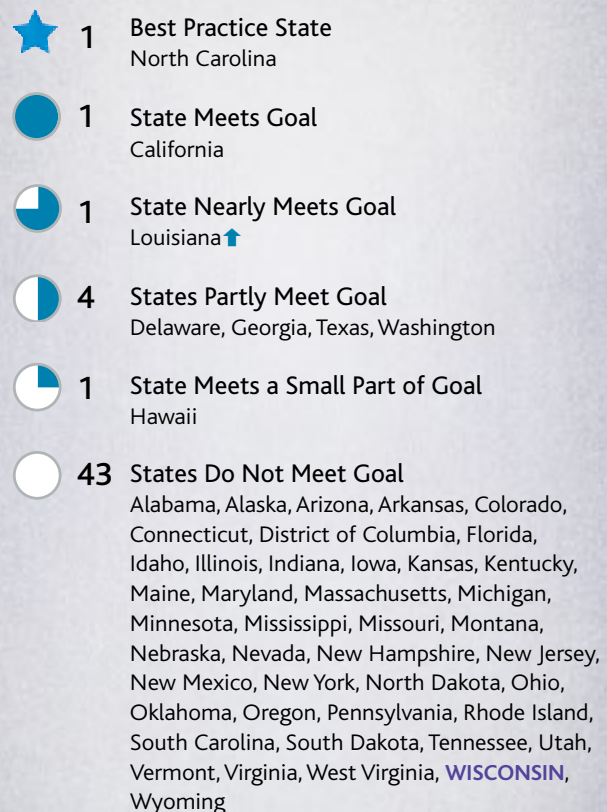 1 Best Practice State
North Carolina
1 State Meets Goal
California
1 State Nearly Meets Goal
Louisiana⬆
4 States Partly Meet Goal
Delaware, Georgia, Texas, Washington
1 State Meets a Small Part of Goal
Hawaii
43 States Do Not Meet Goal
Alabama, Alaska, Arizona, Arkansas, Colorado,
Connecticut, District of Columbia, Florida,
Idaho, Illinois, Indiana, Iowa, Kansas, Kentucky,
Maine, Maryland, Massachusetts, Michigan,
Minnesota, Mississippi, Missouri, Montana,
Nebraska, Nevada, New Hampshire, New Jersey,
New Mexico, New York, North Dakota, Ohio,
Oklahoma, Oregon, Pennsylvania, Rhode Island,
South Carolina, South Dakota, Tennessee, Utah,
Vermont, Virginia, West Virginia, WISCONSIN,
Wyoming